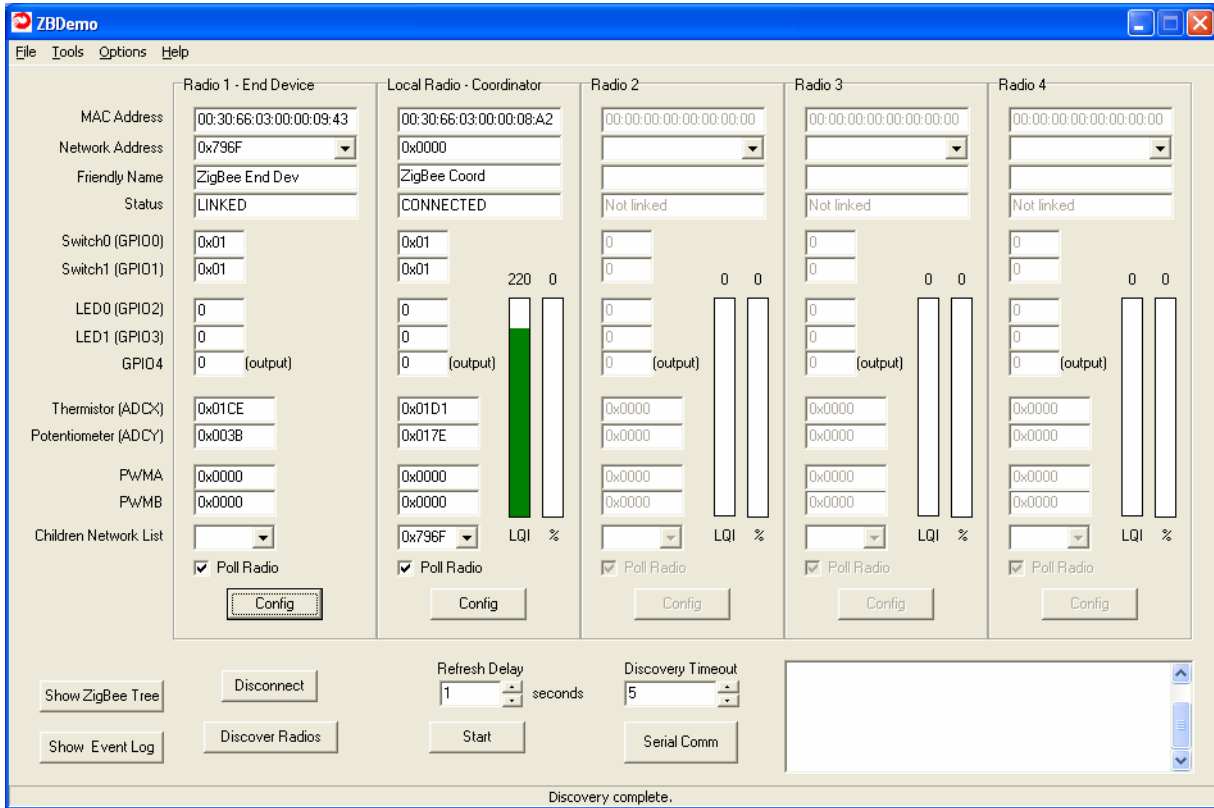 ZBDemo
File Tools Options Help
Radio 1 - End Device Local Radio - Coordinator Radio 2 Radio 3 Radio 4
MAC Address 00:30:66:03:00:00:09:43 00:30:66:03:00:00:08:A2 00:00:00:00:00:00:00:00 00:00:00:00:00:00:00:00 00:00:00:00:00:00:00:00
Network Address 0x796F 0x0000
Friendly Name ZigBee End Dev ZigBee Coord
Status LINKED CONNECTED Not linked Not linked Not linked
Switch0 (GPIO0) 0x01 0x01 0 0 0
Switch1 (GPIO1) 0x01 0x01 220 0 0 0 0 0 0 0 0 0 0
LED0 (GPIO2) 0 0 0 0 0
LED1 (GPIO3) 0 0 0 0 0
GPIO4 0 (output) 0 (output) 0 (output) 0 (output) 0 (output)
Thermistor (ADCX) 0x01CE 0x01D1 0x0000 0x0000 0x0000
Potentiometer (ADCY) 0x003B 0x017E 0x0000 0x0000 0x0000
PWMA 0x0000 0x0000 0x0000 0x0000 0x0000
PWMB 0x0000 0x0000 0x0000 0x0000 0x0000
Children Network List 0x796F LQI % LQI % LQI % LQI %
Poll Radio Poll Radio Poll Radio Poll Radio Poll Radio
Config Config Config Config Config
Refresh Delay Discovery Timeout
Show ZigBee Tree Disconnect 1 seconds 5
Show Event Log Discover Radios Start Serial Comm
Discovery complete.